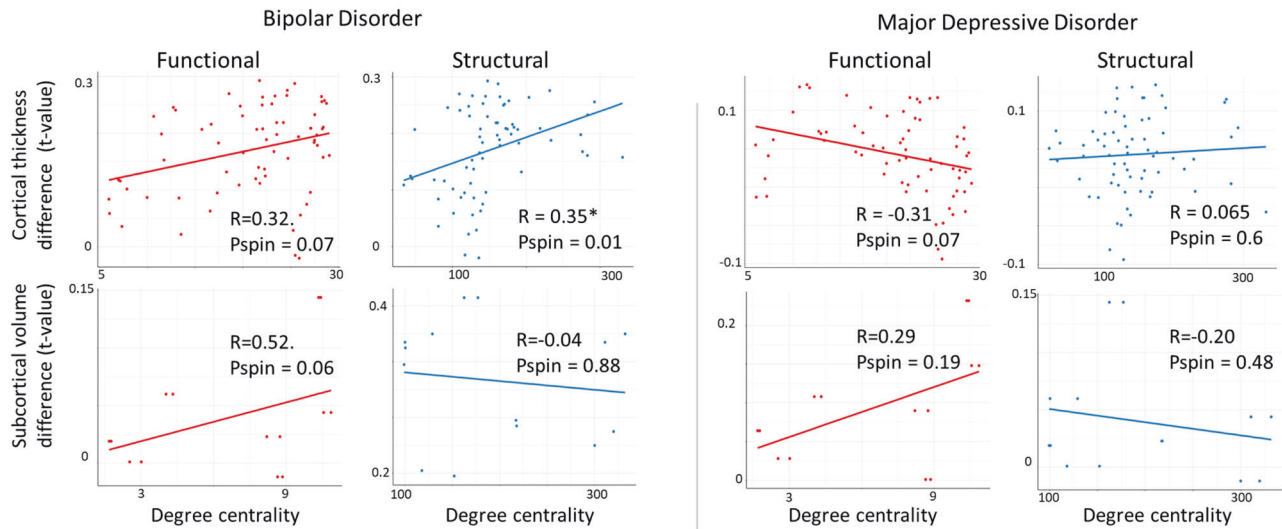 Bipolar Disorder
Major Depressive Disorder
Functional
Structural
Functional
Structural
Cortical thickness
difference (t-value)
0.3
0
R=0.32.
Pspin = 0.07
5
30
0.3
0
R = 0.35*
Pspin = 0.01
100
300
0.1
-0.1
R = -0.31
Pspin = 0.07
5
30
0.1
-0.1
R = 0.065
Pspin = 0.6
100
300
Subcortical volume
difference (t-value)
0.15
0
R=0.52.
Pspin = 0.06
3
9
Degree centrality
0.4
0.2
R=-0.04
Pspin = 0.88
100
300
Degree centrality
0.2
0
R=0.29
Pspin = 0.19
3
9
Degree centrality
0.15
0
R=-0.20
Pspin = 0.48
100
300
Degree centrality